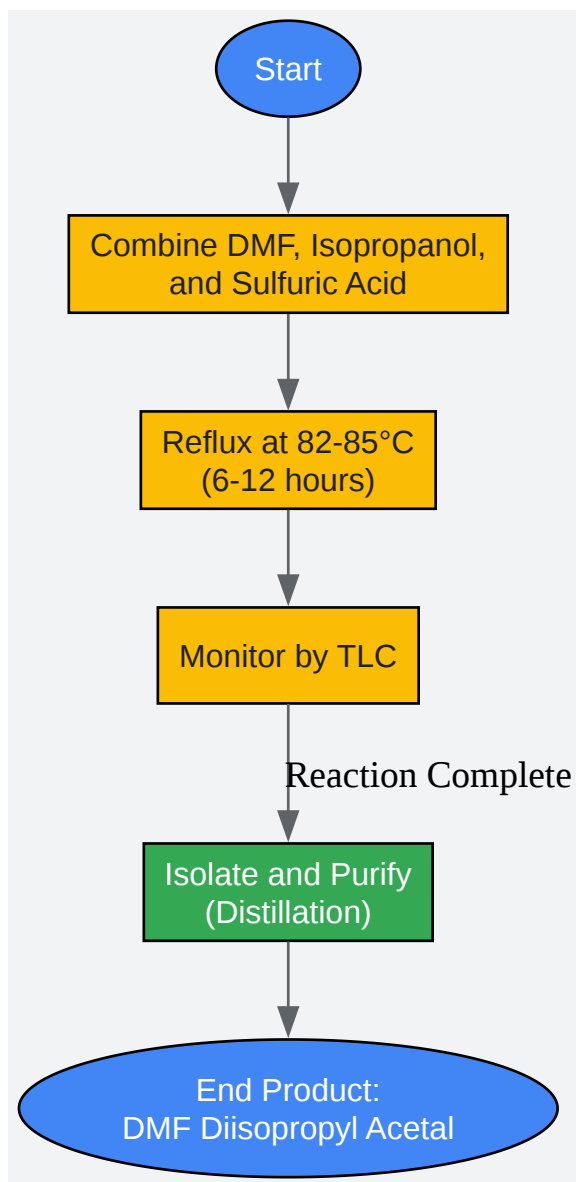 Start
Combine DMF, Isopropanol,
and Sulfuric Acid
Reflux at 82-85°C
(6-12 hours)
Monitor by TLC
Reaction Complete
Isolate and Purify
(Distillation)
End Product:
DMF Diisopropyl Acetal